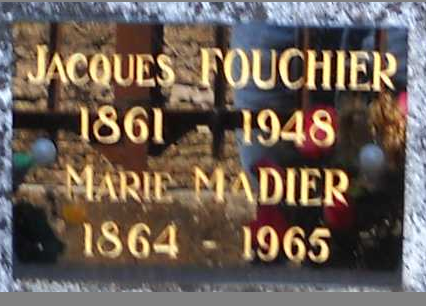 JACQUES FOUCHIER
1861 - 1948
MARIE MADIER
1864 - 1965